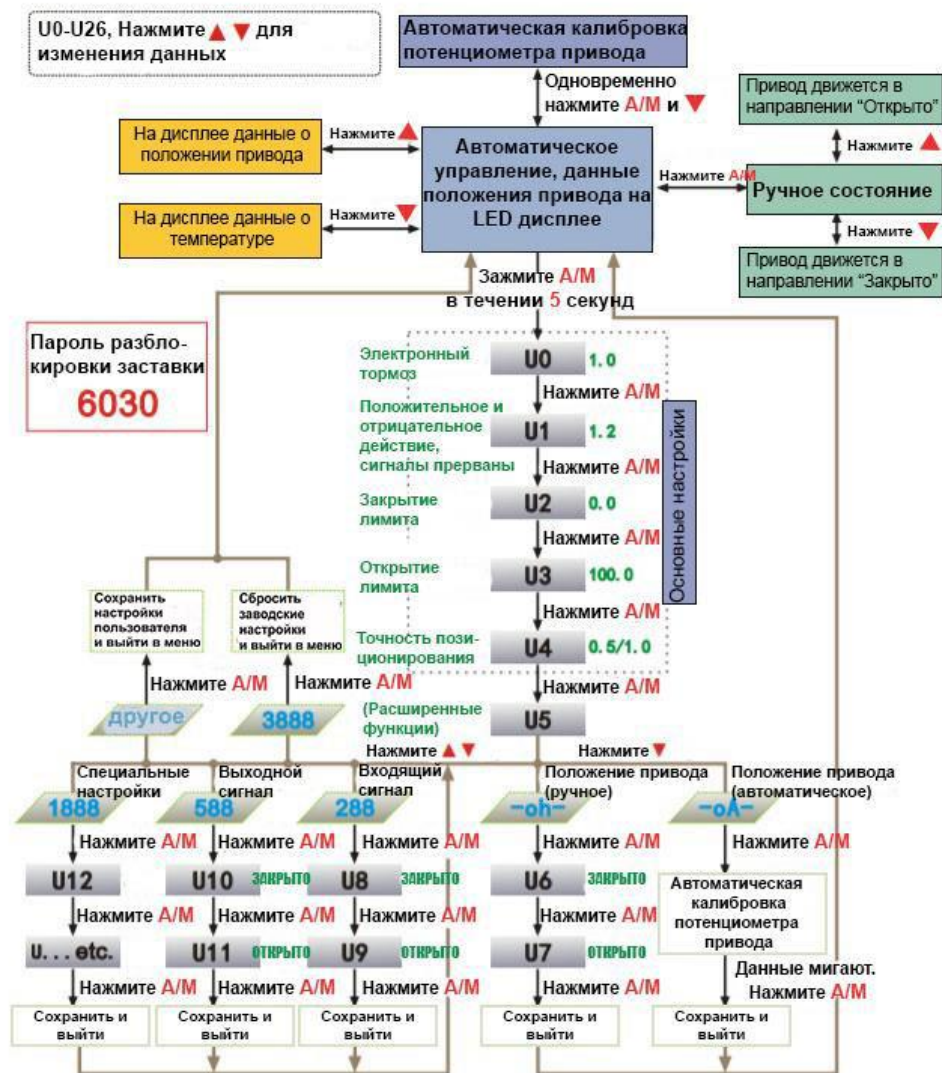 U0-U26, Нажмите ▲ ▼ для
изменения данных
Автоматическая калибровка
потенциометра привода
Одновременно
нажмите A/M и ▼
Привод движется в
направлении “Открыто”
На дисплее данные о
положении привода
Нажмите ▲
Автоматическое
управление, данные
положения привода на
LED дисплее
Нажмите ▲
Нажмите A/M
Ручное состояние
На дисплее данные о
температуре
Нажмите ▼
Нажмите ▼
Привод движется в
направлении “Закрыто”
Зажмите A/M
в течении 5 секунд
Пароль разбло-
кировки заставки
6030
Электронный
тормоз
U0
1.0
Нажмите A/M
Положительное и
отрицательное
действие,
сигналы прерваны
U1
1.2
Нажмите A/M
Закрытие
лимита
U2
0.0
Нажмите A/M
Открытие
лимита
U3
100.0
Нажмите A/M
Точность пози-
ционирования
U4
0.5/1.0
Основные настройки
Нажмите A/M
Сохранить
настройки
пользователя
и выйти в меню
Сбросить
заводские
настройки
и выйти в меню
Нажмите A/M
Нажмите A/M
другое
3888
(Расширенные
функции)
U5
Нажмите ▲ ▼
Нажмите ▼
Специальные
настройки
1888
Выходной
сигнал
588
Входящий
сигнал
288
Положение привода
(ручное)
-oh-
Положение привода
(автоматическое)
-oA-
Нажмите A/M
Нажмите A/M
Нажмите A/M
Нажмите A/M
Нажмите A/M
U12
U10
ЗАКРЫТО
U8
ЗАКРЫТО
U6
ЗАКРЫТО
Автоматическая
калибровка
потенциометра
привода
Нажмите A/M
Нажмите A/M
Нажмите A/M
Нажмите A/M
U...etc.
U11
ОТКРЫТО
U9
ОТКРЫТО
U7
ОТКРЫТО
Данные мигают.
Нажмите A/M
Нажмите A/M
Нажмите A/M
Нажмите A/M
Нажмите A/M
Сохранить и
выйти
Сохранить и
выйти
Сохранить и
выйти
Сохранить и
выйти
Сохранить и
выйти